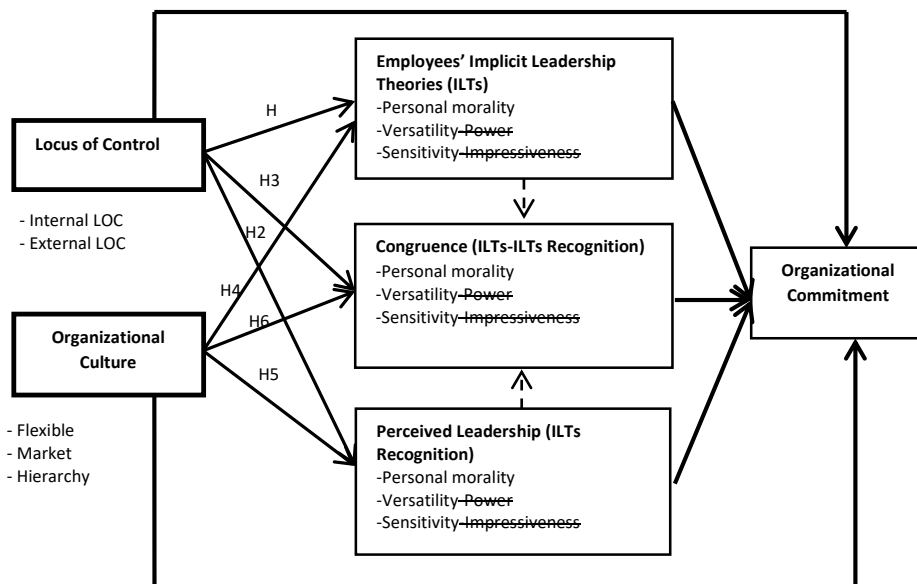 Employees' Implicit Leadership
Theories (ILTs)
-Personal morality
-Versatility-Power
-Sensitivity-Impressiveness
H
Locus of Control
- Internal LOC
- External LOC
H3
H2
Congruence (ILTs-ILTs Recognition)
-Personal morality
-Versatility-Power
-Sensitivity-Impressiveness
Organizational
Commitment
H4
H6
Organizational
Culture
H5
- Flexible
- Market
- Hierarchy
Perceived Leadership (ILTs
Recognition)
-Personal morality
-Versatility-Power
-Sensitivity-Impressiveness